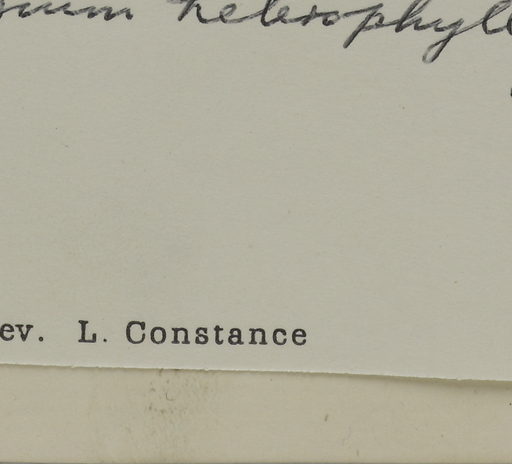 heterophyll
ev. L. Constance